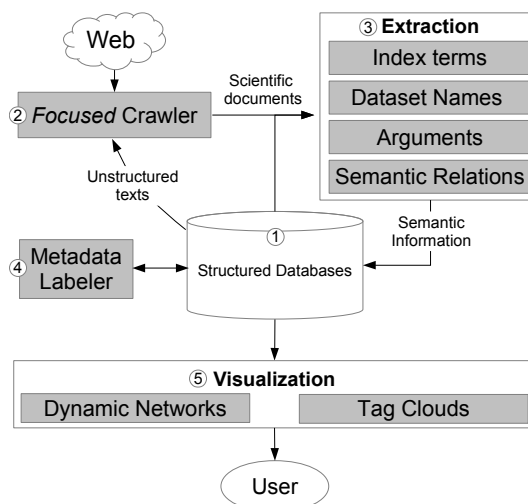 Web
② Focused Crawler
Scientific
documents
③ Extraction
Index terms
Dataset Names
Arguments
Semantic Relations
Unstructured
texts
Semantic
Information
①
Structured Databases
④ Metadata
Labeler
⑤ Visualization
Dynamic Networks
Tag Clouds
User